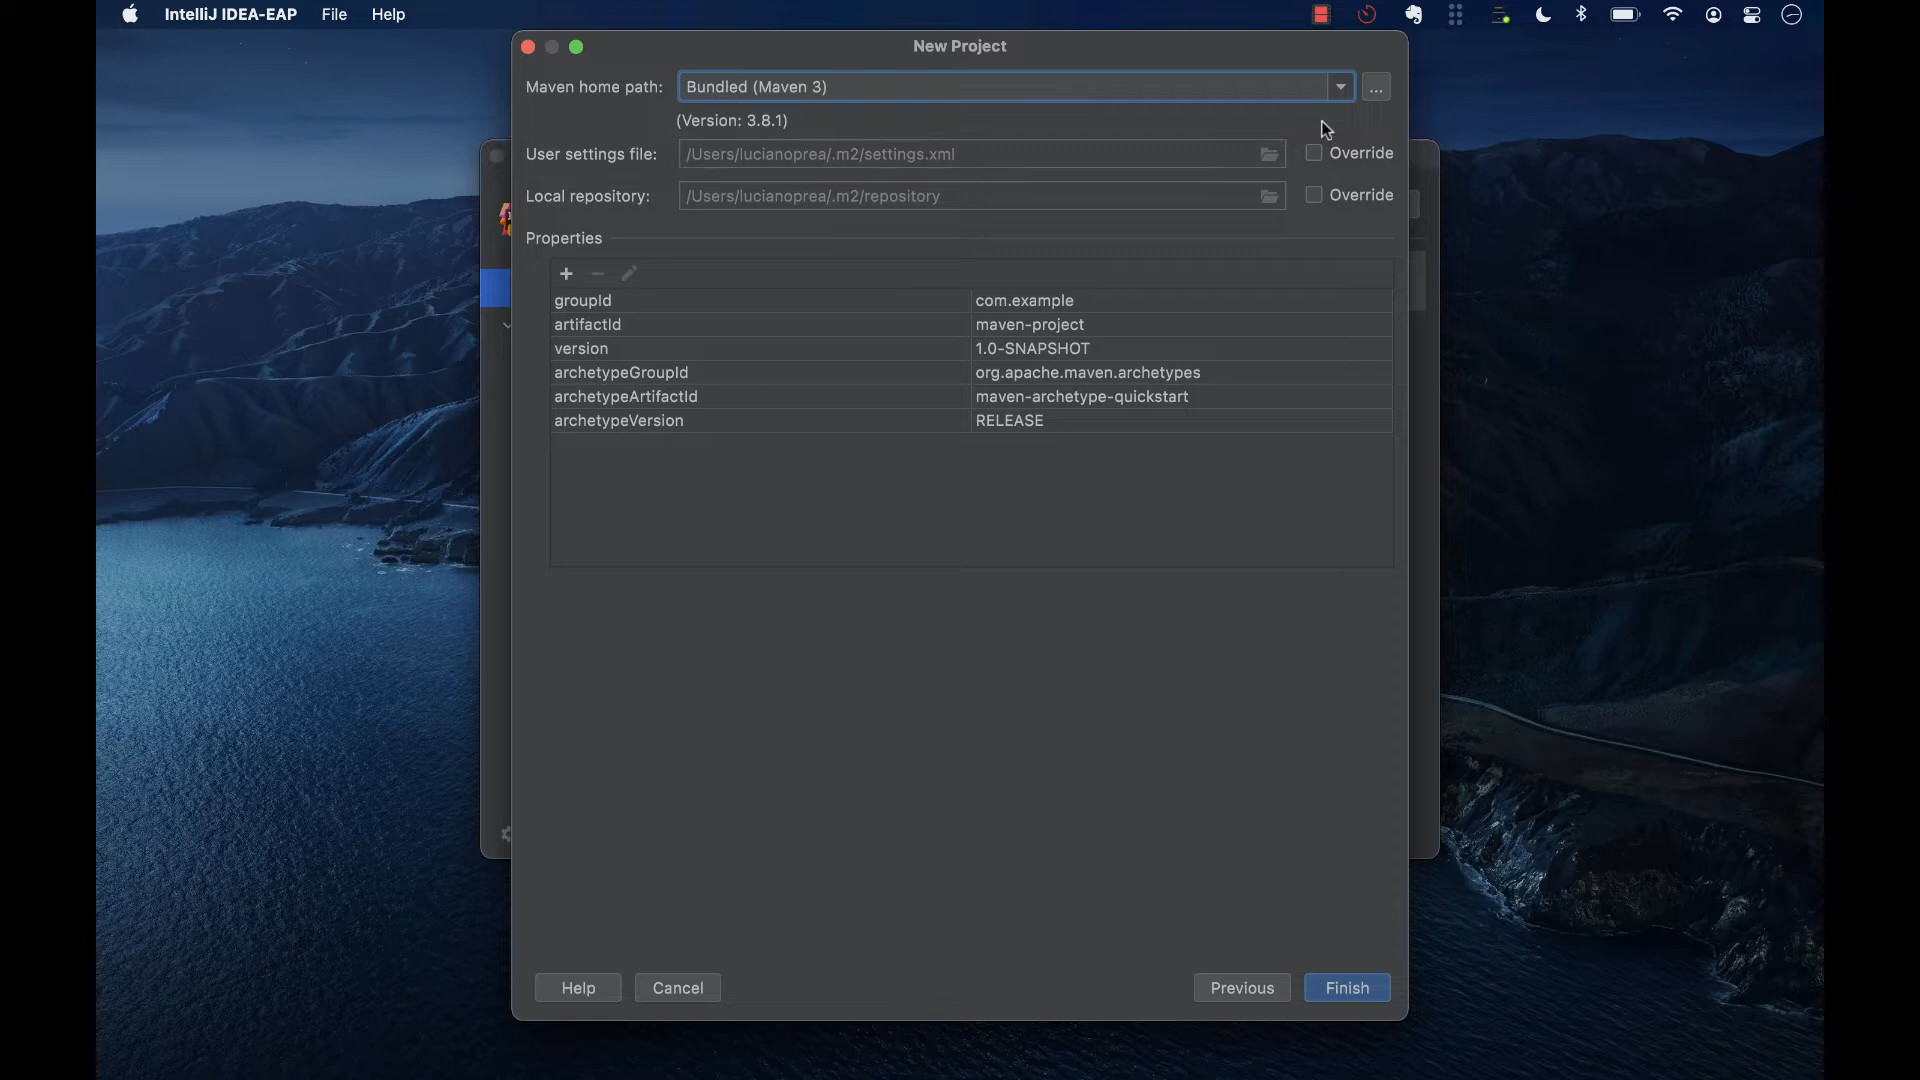 IntelliJ IDEA-EAP File Help
New Project
Maven home path: Bundled (Maven 3) ...
(Version: 3.8.1)
User settings file: /Users/lucianoprea/.m2/settings.xml Override
Local repository: /Users/lucianoprea/.m2/repository Override
Properties
groupId com.example
artifactId maven-project
version 1.0-SNAPSHOT
archetypeGroupId org.apache.maven.archetypes
archetypeArtifactId maven-archetype-quickstart
archetypeVersion RELEASE
Help Cancel Previous Finish